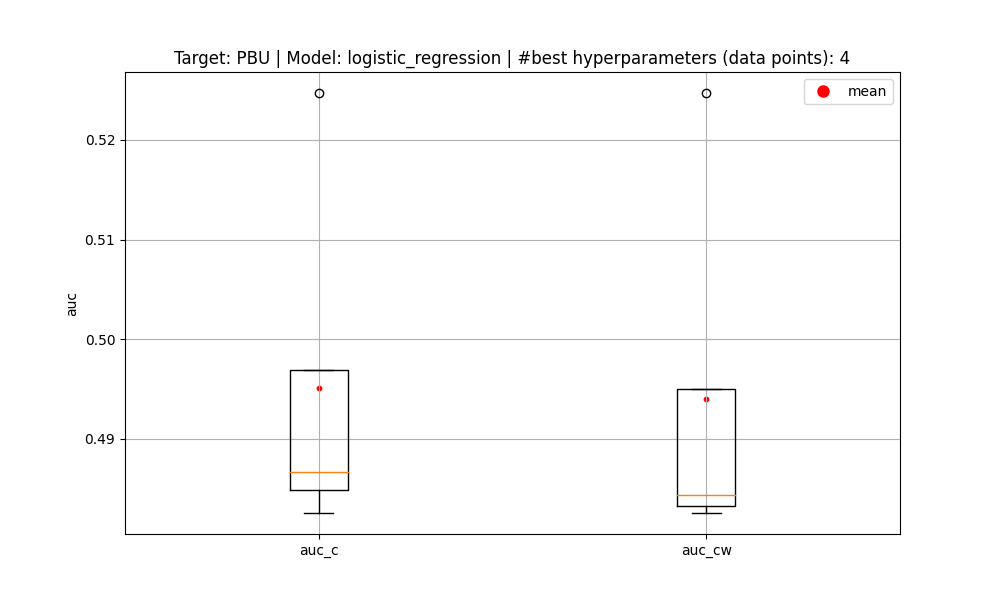 Target: PBU | Model: logistic_regression | #best hyperparameters (data points): 4
mean
0.52
0.51
0.50
0.49
auc
auc_c
auc_cw